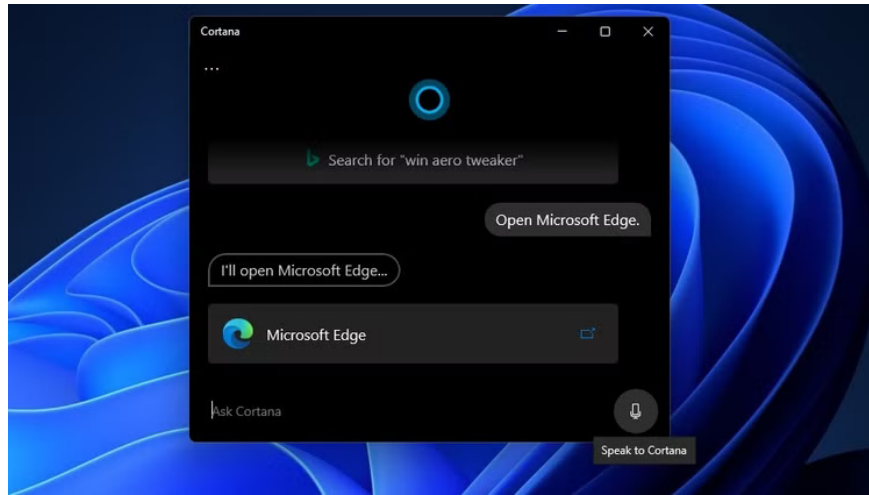 Cortana
...
Search for "win aero tweaker"
Open Microsoft Edge.
I'll open Microsoft Edge...
Microsoft Edge
Ask Cortana
Speak to Cortana